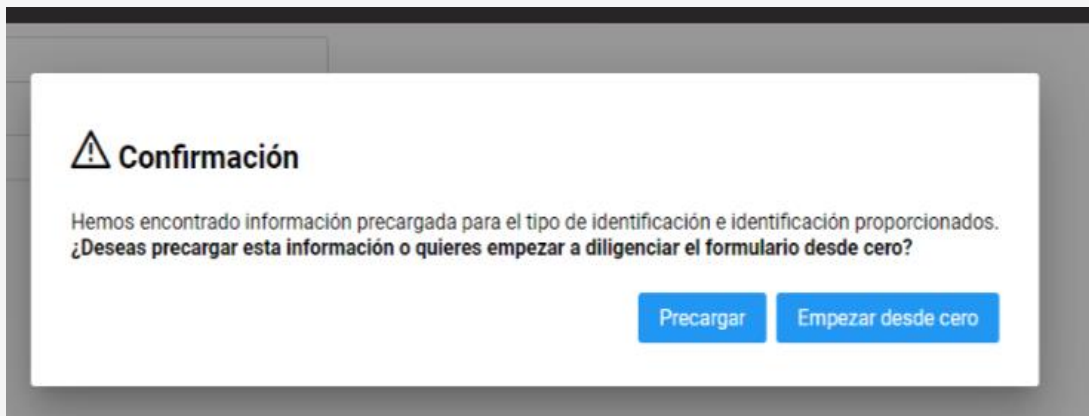 Confirmación
Hemos encontrado información precargada para el tipo de identificación e identificación proporcionados.
¿Deseas precargar esta información o quieres empezar a diligenciar el formulario desde cero?
Precargar
Empezar desde cero